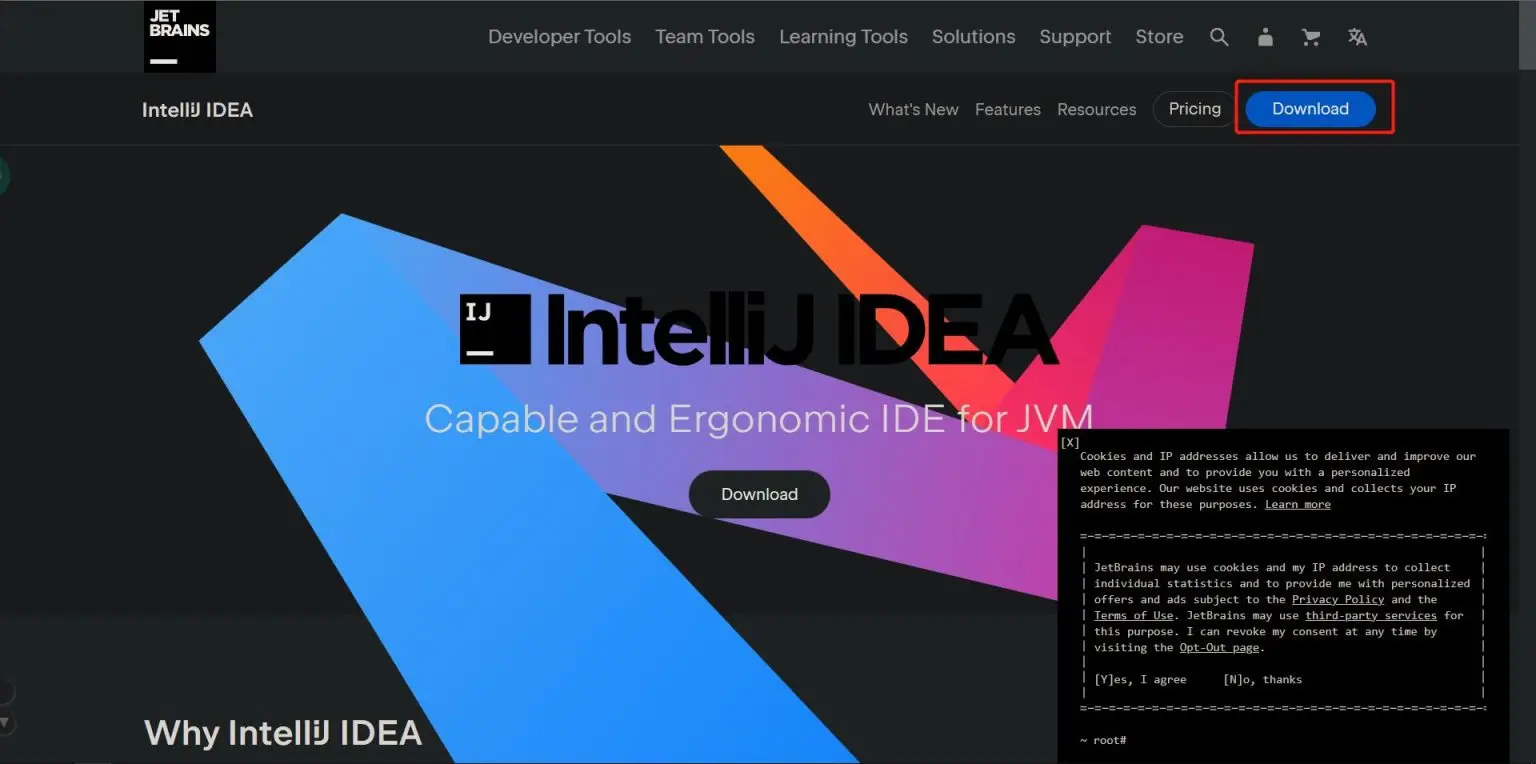 JET
BRAINS
Developer Tools Team Tools Learning Tools Solutions Support Store
IntelliJ IDEA
What's New Features Resources Pricing Download
IJ
IntelliJ IDEA
Capable and Ergonomic IDE for JVM
Download
[X]
Cookies and IP addresses allow us to deliver and improve our
web content and to provide you with a personalized
experience. Our website uses cookies and collects your IP
address for these purposes. Learn more
JetBrains may use cookies and my IP address to collect
individual statistics and to provide me with personalized
offers and ads subject to the Privacy Policy and the
Terms of Use. JetBrains may use third-party services for
this purpose. I can revoke my consent at any time by
visiting the Opt-Out page.
[Y]es, I agree [N]o, thanks
~ root#
Why IntelliJ IDEA